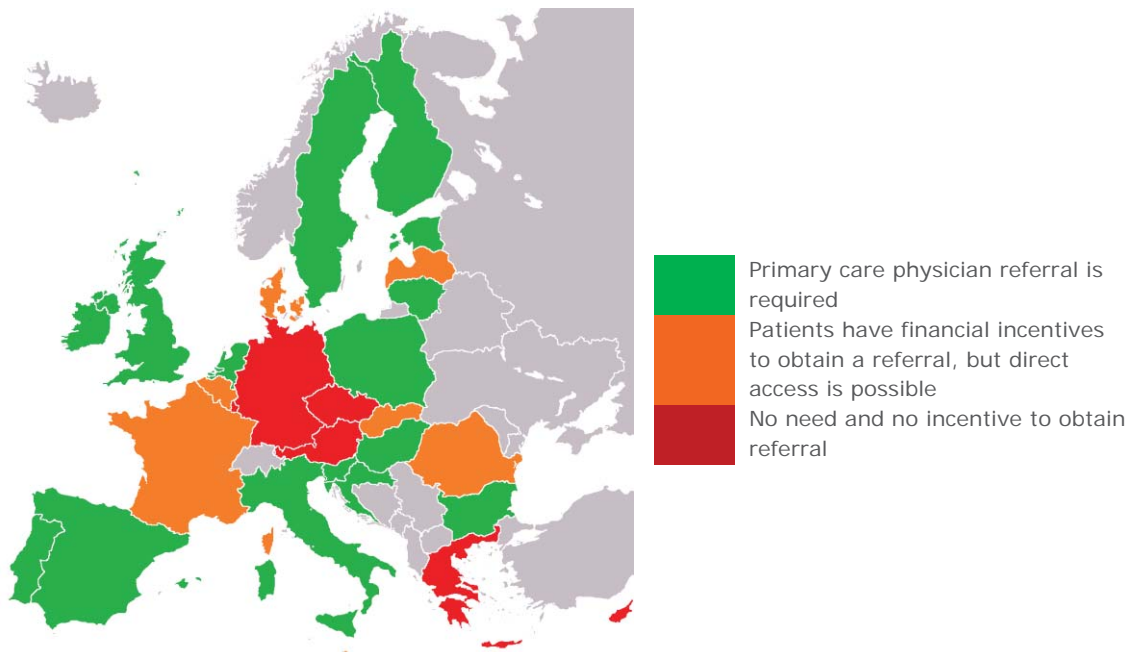 Primary care physician referral is
required
Patients have financial incentives
to obtain a referral, but direct
access is possible
No need and no incentive to obtain
referral